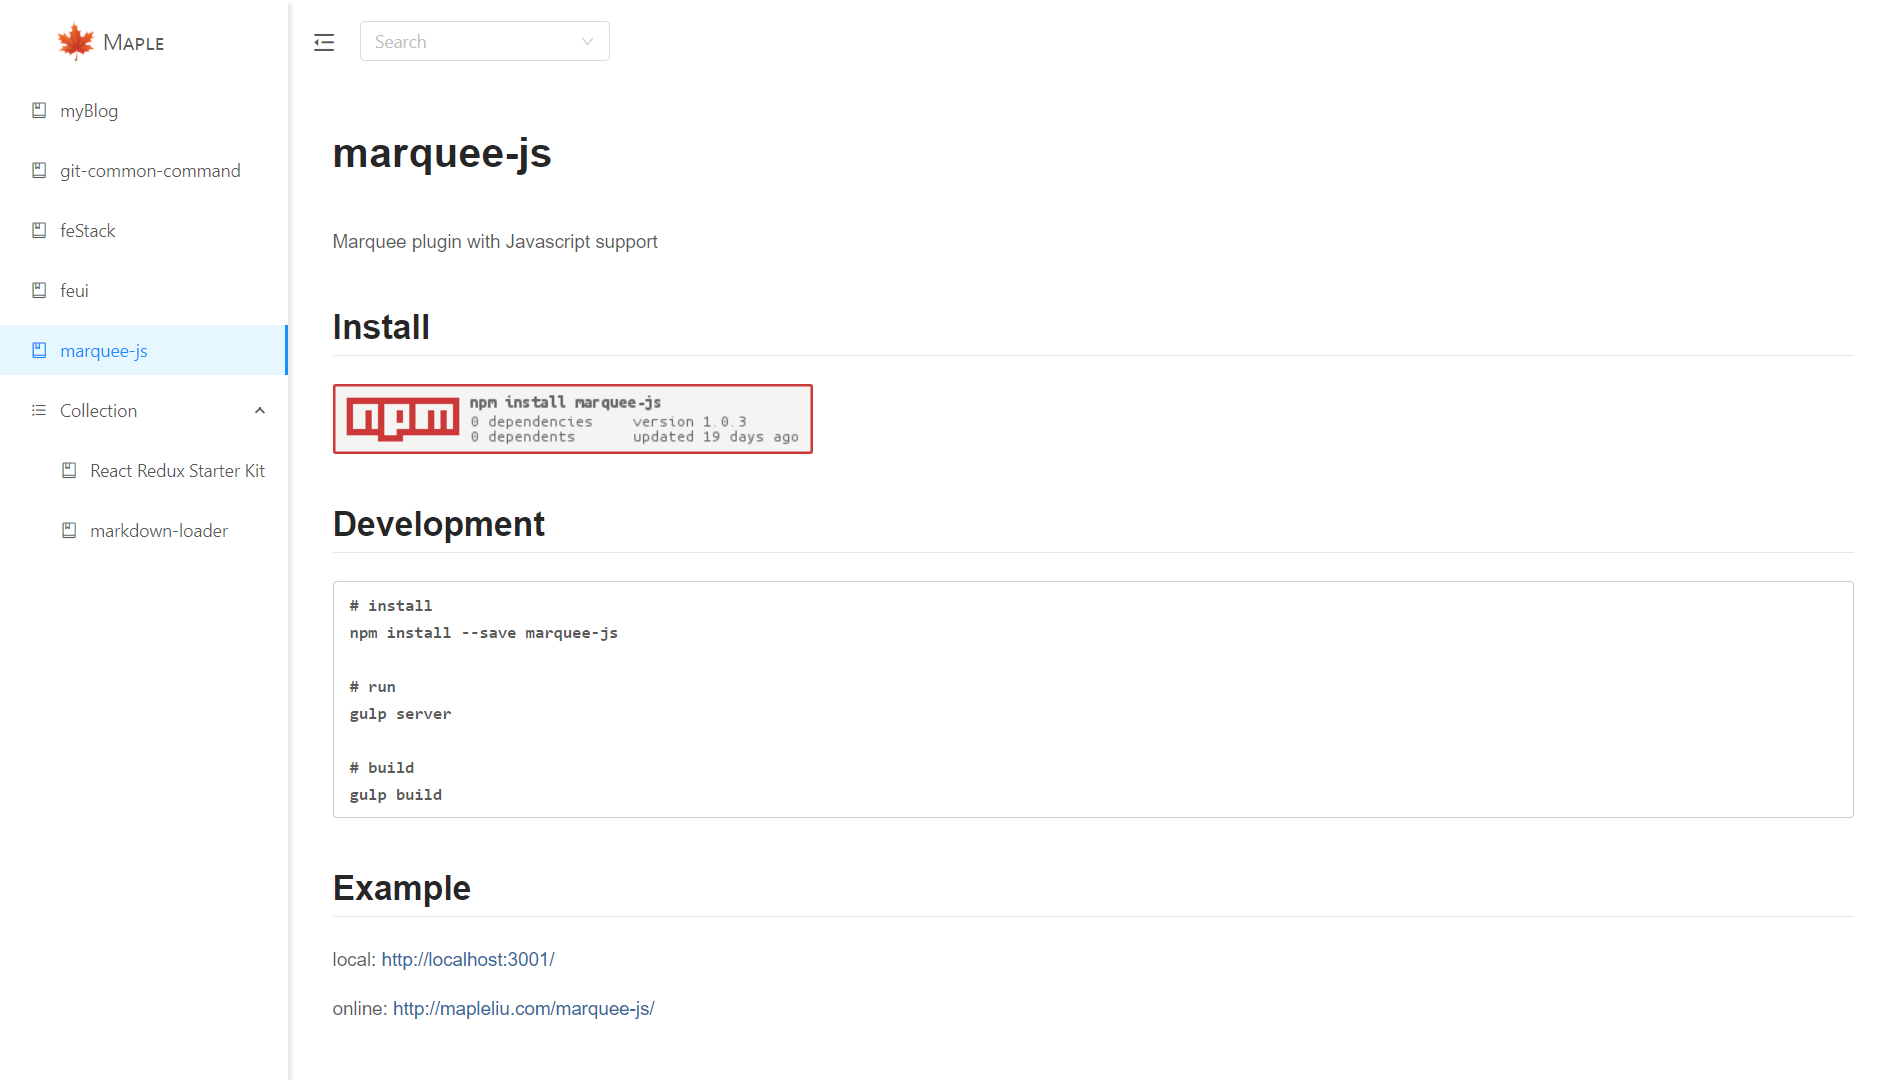 Maple
Search
myBlog
git-common-command
feStack
feui
marquee-js
Collection
React Redux Starter Kit
markdown-loader
marquee-js
Marquee plugin with Javascript support
Install
npm
npm install marquee-js
0 dependencies version 1.0.3
0 dependents updated 19 days ago
Development
# install
npm install --save marquee-js
# run
gulp server
# build
gulp build
Example
local: http://localhost:3001/
online: http://mapleliu.com/marquee-js/